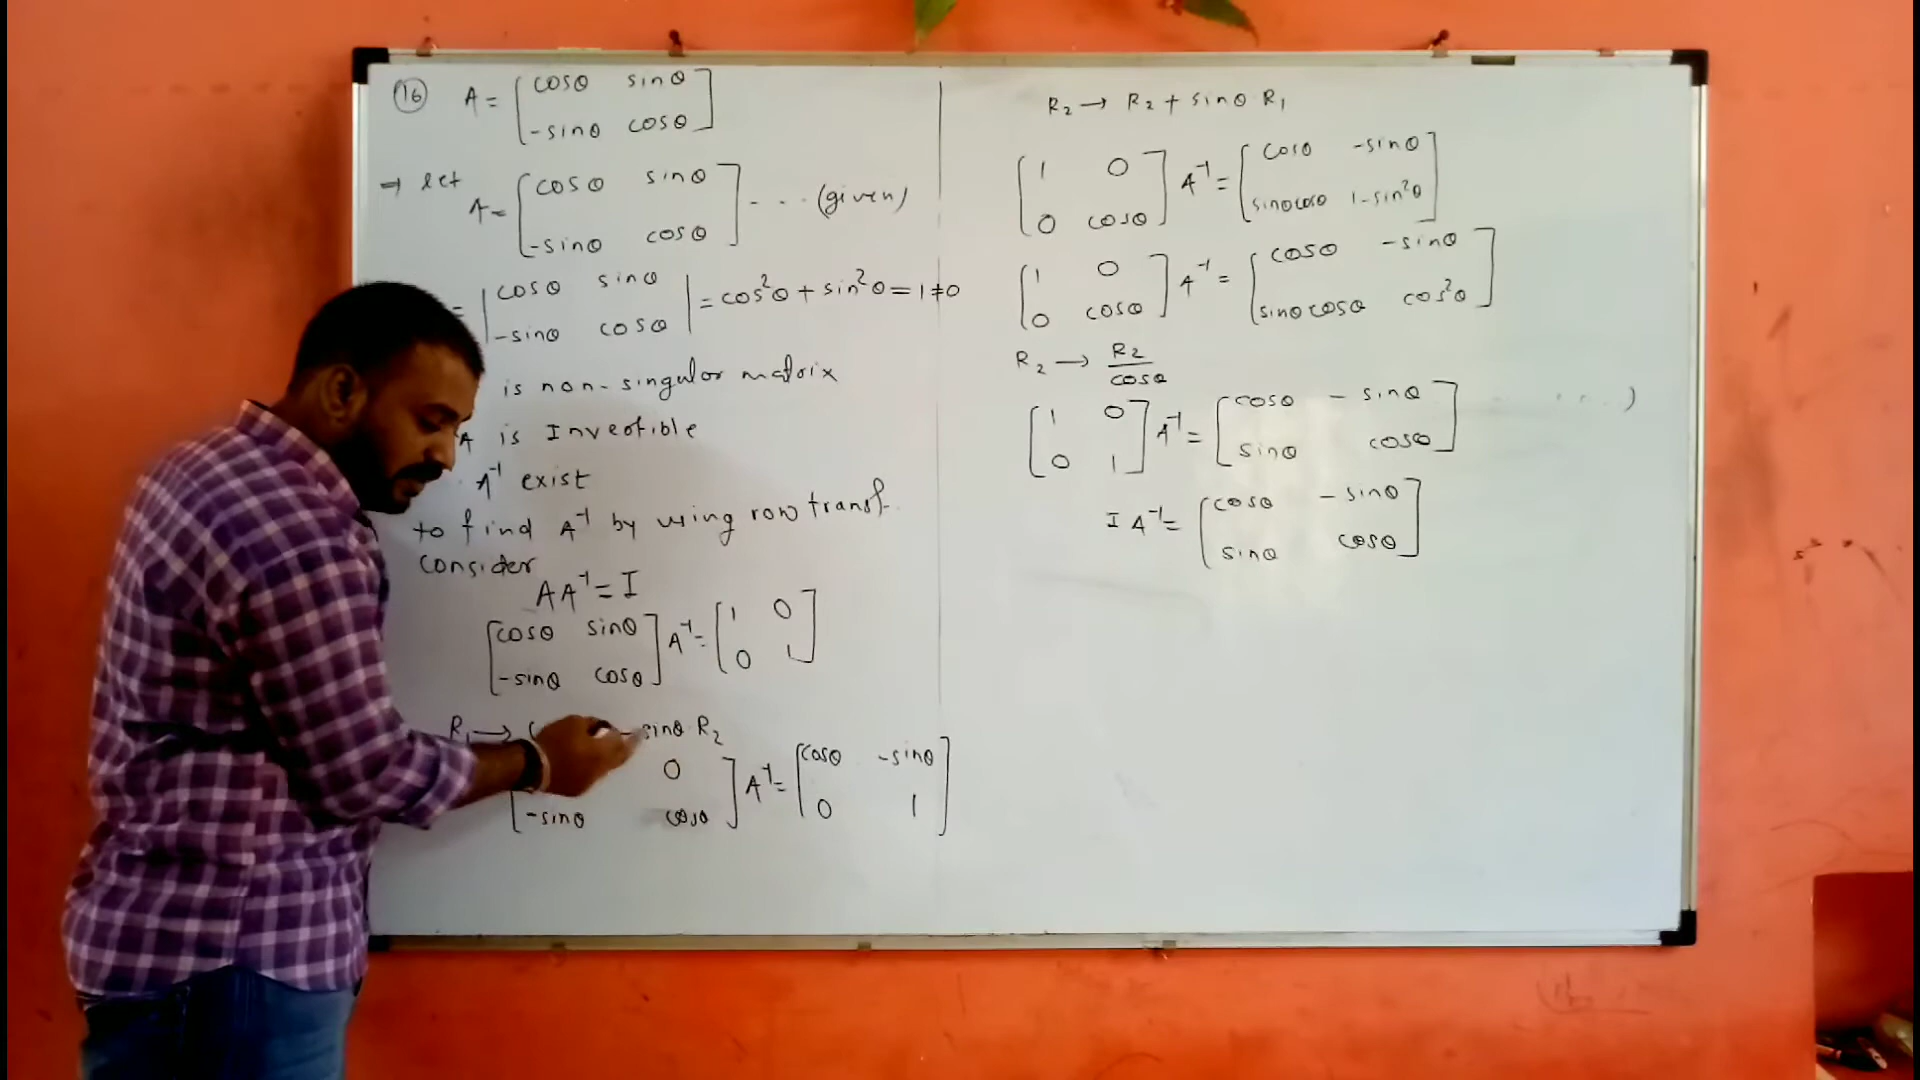 (16) A = [cosθ sinθ
-sinθ cosθ]
→ let
A = [cosθ sinθ
-sinθ cosθ] - . . . (given)
= |cosθ sinθ
-sinθ cosθ| = cos²θ + sin²θ = 1 ≠ 0
is non-singular matrix
A is Invertible
A⁻¹ exist
to find A⁻¹ by using row transf.
consider
AA⁻¹ = I
[cosθ sinθ
-sinθ cosθ] A⁻¹ = [1 0
0 1]
R₁ → - sinθ R₂
[ 0
-sinθ cosθ] A⁻¹ = [cosθ -sinθ
0 1]
R₂ → R₂ + sinθ R₁
[1 0
0 cosθ] A⁻¹ = [cosθ -sinθ
sinθcosθ 1-sin²θ]
[1 0
0 cosθ] A⁻¹ = [cosθ -sinθ
sinθcosθ cos²θ]
R₂ → R₂/cosθ
[1 0
0 1] A⁻¹ = [cosθ - sinθ
sinθ cosθ]
I A⁻¹ = [cosθ - sinθ
sinθ cosθ]